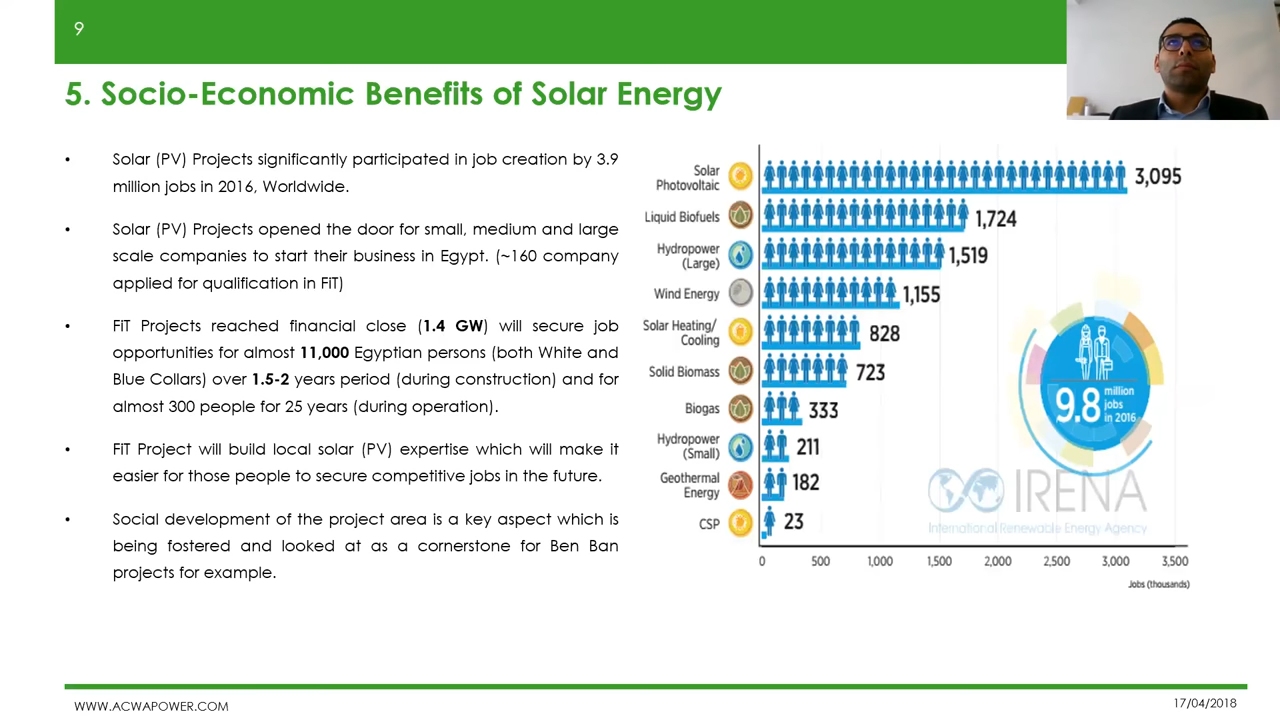 9
5. Socio-Economic Benefits of Solar Energy
• Solar (PV) Projects significantly participated in job creation by 3.9
million jobs in 2016, Worldwide.
• Solar (PV) Projects opened the door for small, medium and large
scale companies to start their business in Egypt. (~160 company
applied for qualification in FiT)
• FiT Projects reached financial close (1.4 GW) will secure job
opportunities for almost 11,000 Egyptian persons (both White and
Blue Collars) over 1.5-2 years period (during construction) and for
almost 300 people for 25 years (during operation).
• FiT Project will build local solar (PV) expertise which will make it
easier for those people to secure competitive jobs in the future.
• Social development of the project area is a key aspect which is
being fostered and looked at as a cornerstone for Ben Ban
projects for example.
Solar
Photovoltaic
3,095
Liquid Biofuels
1,724
Hydropower
(Large)
1,519
Wind Energy
1,155
Solar Heating/
Cooling
828
Solid Biomass
723
Biogas
333
Hydropower
(Small)
211
Geothermal
Energy
182
CSP
23
0 500 1,000 1,500 2,000 2,500 3,000 3,500
Jobs (thousands)
9.8 million
jobs
in 2016
IRENA
International Renewable Energy Agency
WWW.ACWAPOWER.COM
17/04/2018